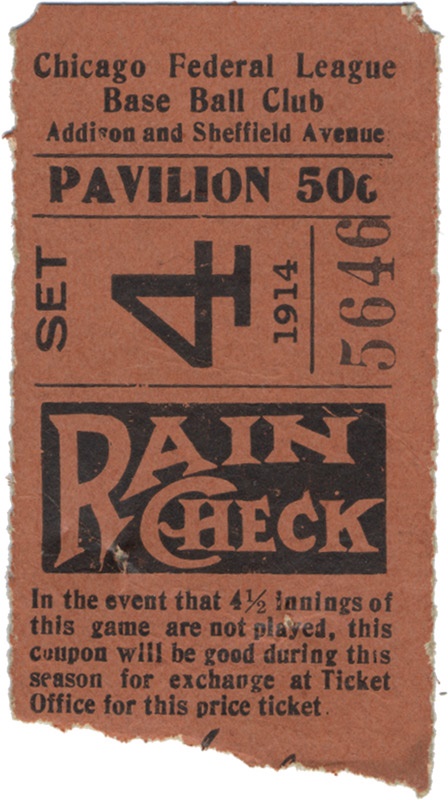 Chicago Federal League
Base Ball Club
Addison and Sheffield Avenue
PAVILION 50¢
SET
4
1914
5646
RAIN
CHECK
In the event that 4½ innings of
this game are not played, this
coupon will be good during this
season for exchange at Ticket
Office for this price ticket.